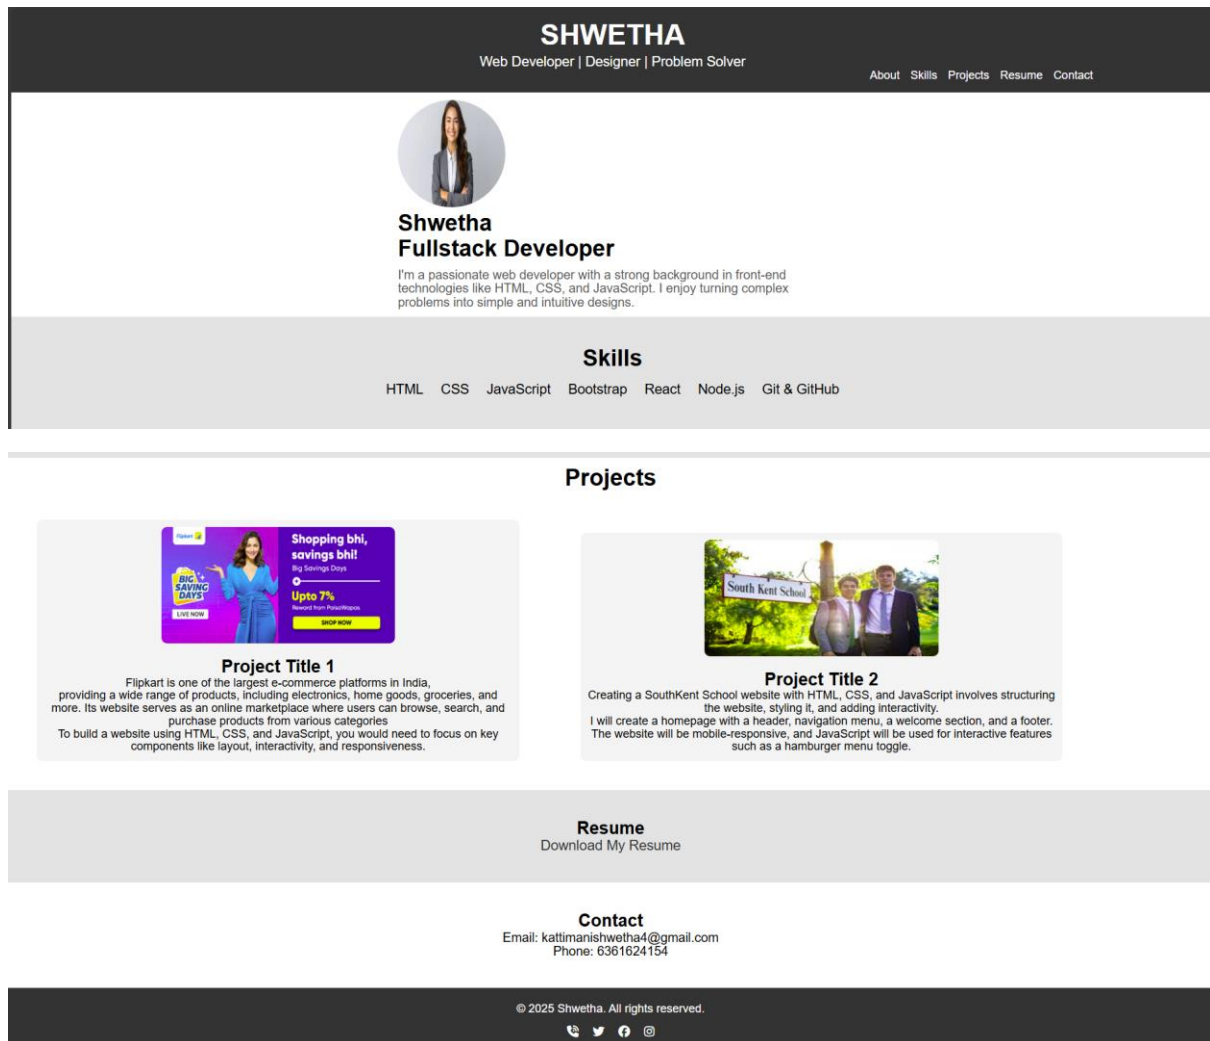 SHWETHA
Web Developer | Designer | Problem Solver
About Skills Projects Resume Contact
Shwetha
Fullstack Developer
I'm a passionate web developer with a strong background in front-end
technologies like HTML, CSS, and JavaScript. I enjoy turning complex
problems into simple and intuitive designs.
Skills
HTML CSS JavaScript Bootstrap React Node.js Git & GitHub
Projects
Flipkart
BIG
SAVING
DAYS
LIVE NOW
Shopping bhi,
savings bhi!
Big Savings Days
Upto 7%
Reward from PaisaWapas
SHOP NOW
Project Title 1
Flipkart is one of the largest e-commerce platforms in India,
providing a wide range of products, including electronics, home goods, groceries, and
more. Its website serves as an online marketplace where users can browse, search, and
purchase products from various categories
To build a website using HTML, CSS, and JavaScript, you would need to focus on key
components like layout, interactivity, and responsiveness.
South Kent School
Project Title 2
Creating a SouthKent School website with HTML, CSS, and JavaScript involves structuring
the website, styling it, and adding interactivity.
I will create a homepage with a header, navigation menu, a welcome section, and a footer.
The website will be mobile-responsive, and JavaScript will be used for interactive features
such as a hamburger menu toggle.
Resume
Download My Resume
Contact
Email: kattimanishwetha4@gmail.com
Phone: 6361624154
© 2025 Shwetha. All rights reserved.